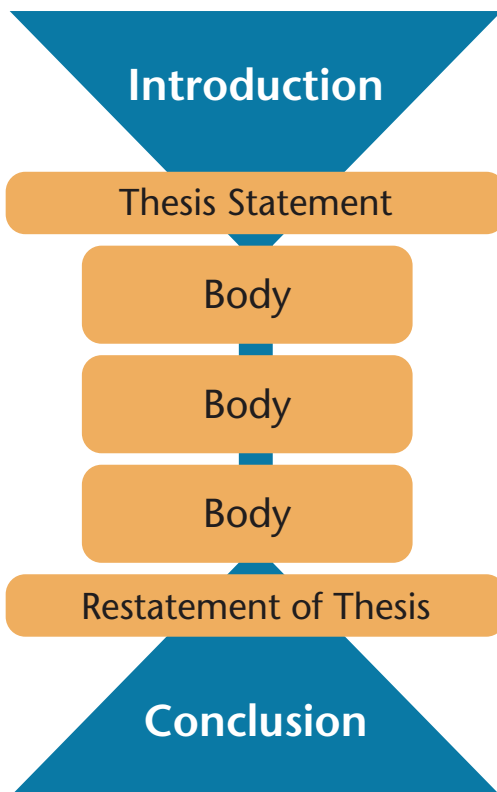 Introduction
Thesis Statement
Body
Body
Body
Restatement of Thesis
Conclusion